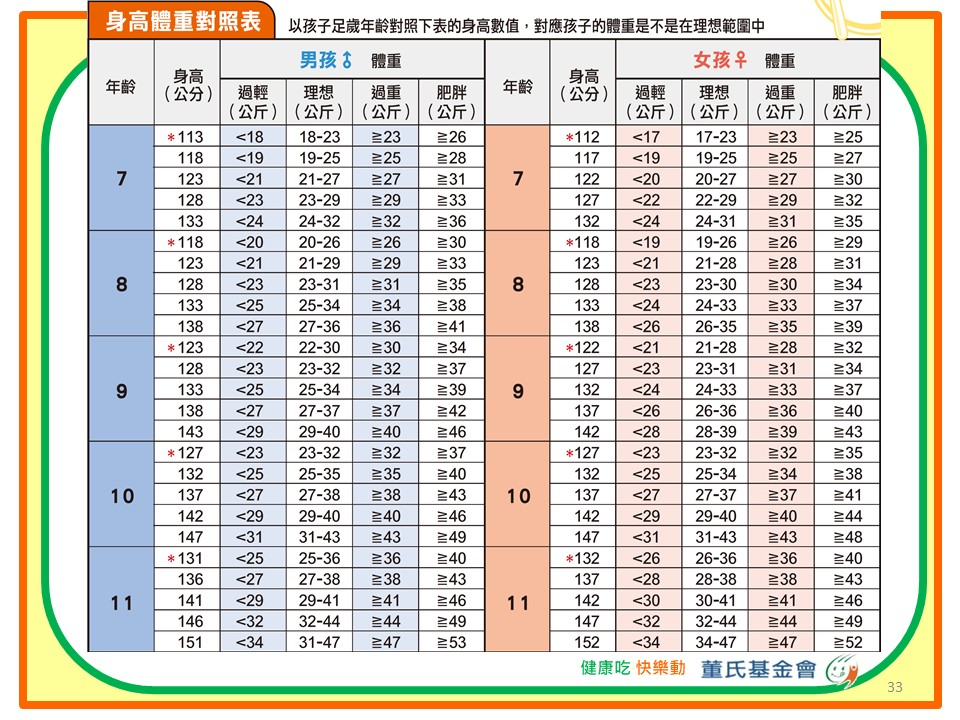 身高體重對照表 以孩子足歲年齡對照下表的身高數值，對應孩子的體重是不是在理想範圍中
年齡 身高（公分） 男孩♂ 體重 年齡 身高（公分） 女孩♀ 體重
過輕（公斤） 理想（公斤） 過重（公斤） 肥胖（公斤） 過輕（公斤） 理想（公斤） 過重（公斤） 肥胖（公斤）
7 *113 <18 18-23 ≧23 ≧26 7 *112 <17 17-23 ≧23 ≧25
118 <19 19-25 ≧25 ≧28 117 <19 19-25 ≧25 ≧27
123 <21 21-27 ≧27 ≧31 122 <20 20-27 ≧27 ≧30
128 <23 23-29 ≧29 ≧33 127 <22 22-29 ≧29 ≧32
133 <24 24-32 ≧32 ≧36 132 <24 24-31 ≧31 ≧35
8 *118 <20 20-26 ≧26 ≧30 8 *118 <19 19-26 ≧26 ≧29
123 <21 21-29 ≧29 ≧33 123 <21 21-28 ≧28 ≧31
128 <23 23-31 ≧31 ≧35 128 <23 23-30 ≧30 ≧34
133 <25 25-34 ≧34 ≧38 133 <24 24-33 ≧33 ≧37
138 <27 27-36 ≧36 ≧41 138 <26 26-35 ≧35 ≧39
9 *123 <22 22-30 ≧30 ≧34 9 *122 <21 21-28 ≧28 ≧32
128 <23 23-32 ≧32 ≧37 127 <23 23-31 ≧31 ≧34
133 <25 25-34 ≧34 ≧39 132 <24 24-33 ≧33 ≧37
138 <27 27-37 ≧37 ≧42 137 <26 26-36 ≧36 ≧40
143 <29 29-40 ≧40 ≧46 142 <28 28-39 ≧39 ≧43
10 *127 <23 23-32 ≧32 ≧37 10 *127 <23 23-32 ≧32 ≧35
132 <25 25-35 ≧35 ≧40 132 <25 25-34 ≧34 ≧38
137 <27 27-38 ≧38 ≧43 137 <27 27-37 ≧37 ≧41
142 <29 29-40 ≧40 ≧46 142 <29 29-40 ≧40 ≧44
147 <31 31-43 ≧43 ≧49 147 <31 31-43 ≧43 ≧48
11 *131 <25 25-36 ≧36 ≧40 11 *132 <26 26-36 ≧36 ≧40
136 <27 27-38 ≧38 ≧43 137 <28 28-38 ≧38 ≧43
141 <29 29-41 ≧41 ≧46 142 <30 30-41 ≧41 ≧46
146 <32 32-44 ≧44 ≧49 147 <32 32-44 ≧44 ≧49
151 <34 31-47 ≧47 ≧53 152 <34 34-47 ≧47 ≧52
健康吃 快樂動 董氏基金會
33